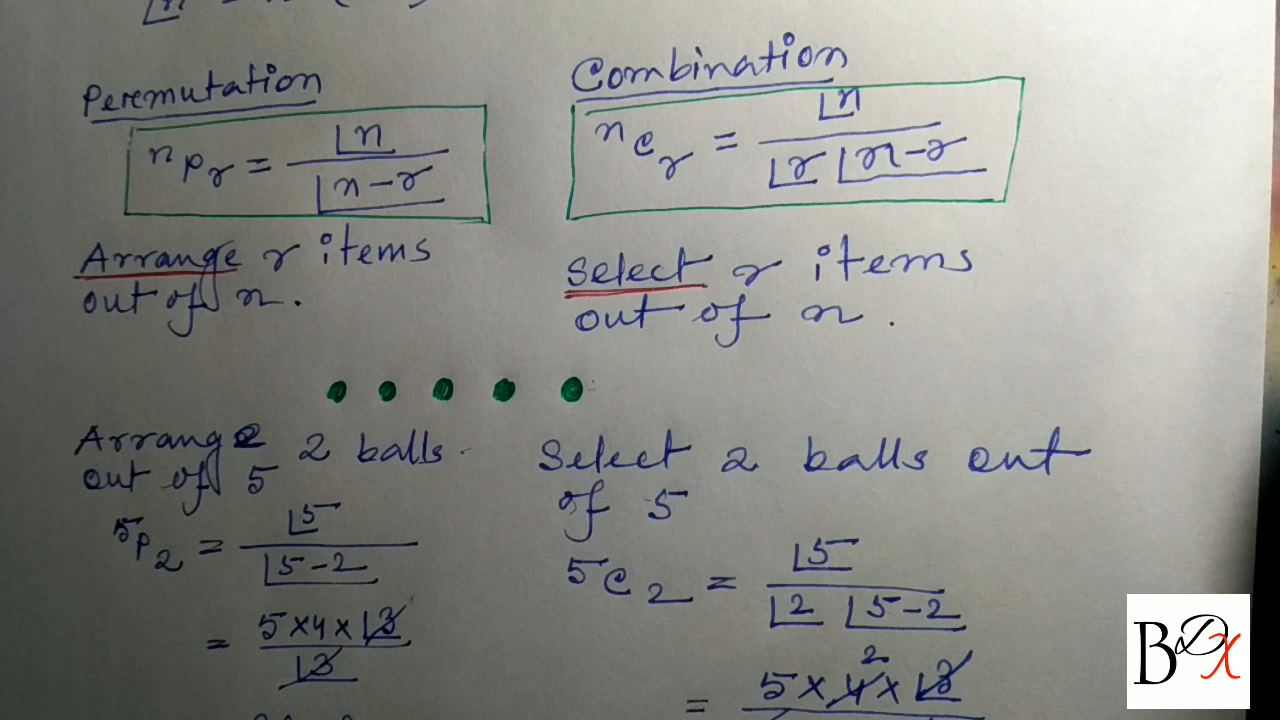 Peremutation
ⁿPᵣ = ⌊n / ⌊n-r
Arrange r items
out of n.
Combination
ⁿCᵣ = ⌊n / ⌊r ⌊n-r
Select r items
out of n.
Arrange 2 balls.
out of 5
⁵P₂ = ⌊5 / ⌊5-2
= 5×4×⌊3 / ⌊3
Select 2 balls out
of 5
⁵C₂ = ⌊5 / ⌊2 ⌊5-2
2
= 5×4×⌊3
BDX